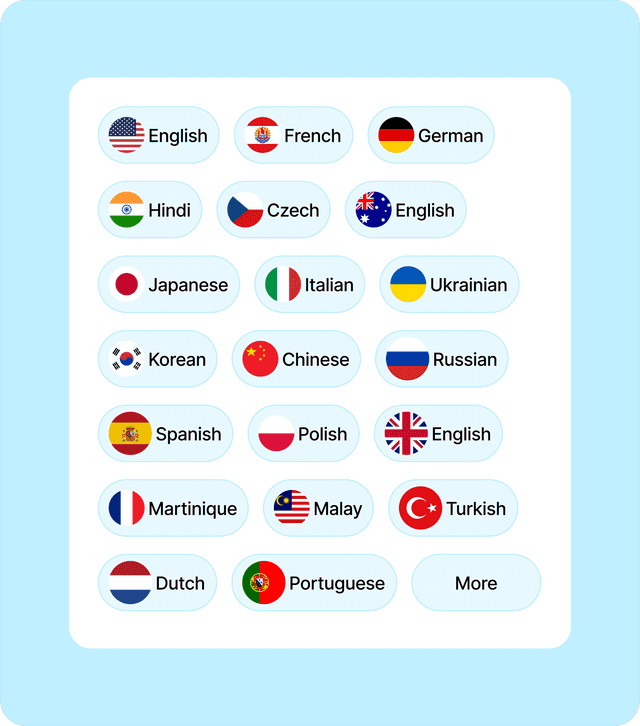 English French German
Hindi Czech English
Japanese Italian Ukrainian
Korean Chinese Russian
Spanish Polish English
Martinique Malay Turkish
Dutch Portuguese More